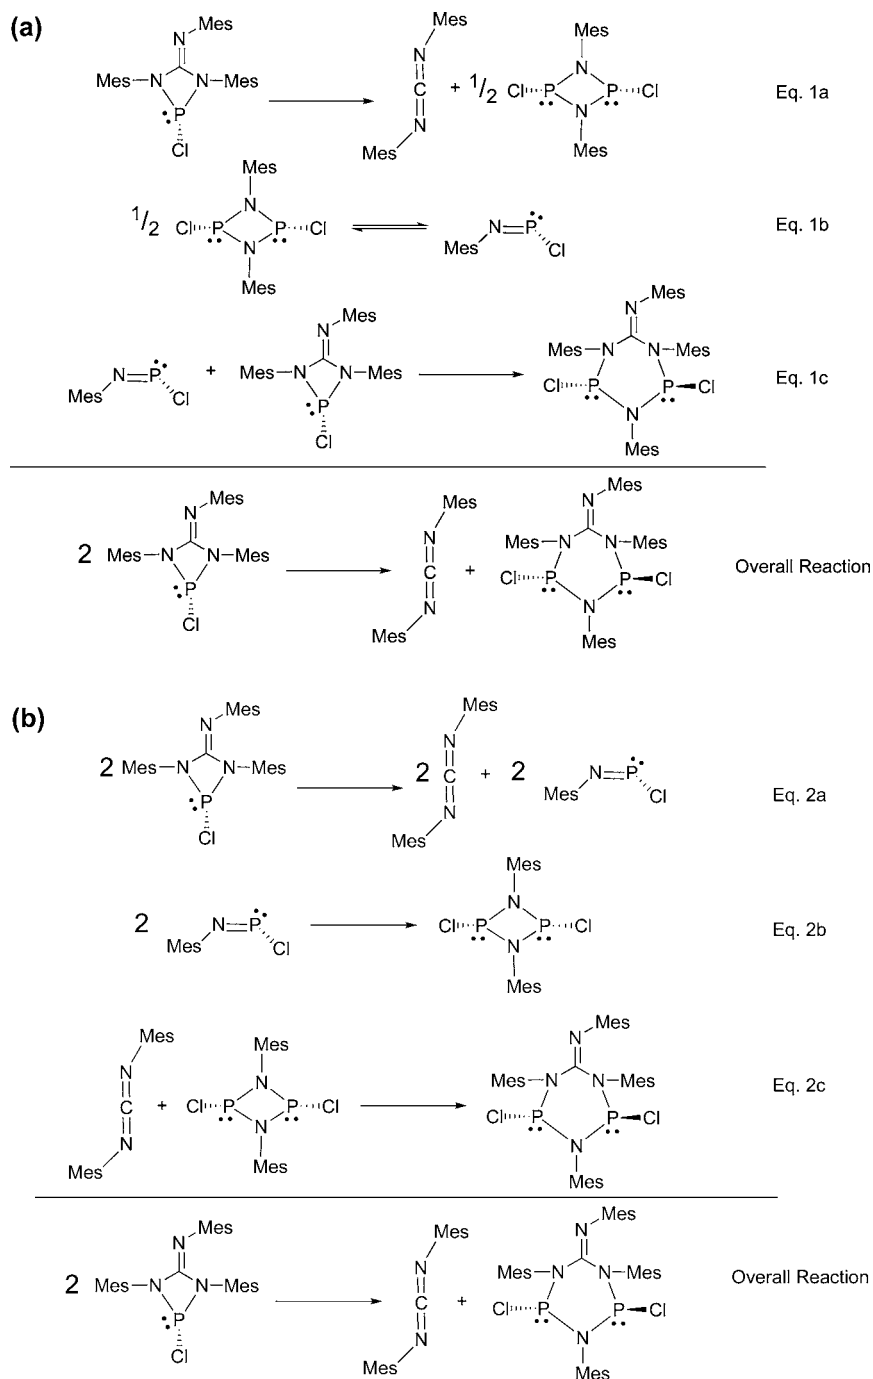 (a)
N Mes
Mes N N Mes
P
Cl
Mes
N
C
N
Mes
+ 1/2
Mes
N
Cl P P Cl
N
Mes
Eq. 1a
1/2
Mes
N
Cl P P Cl
N
Mes
N P
Mes Cl
Eq. 1b
N P
Mes Cl
+
N Mes
Mes N N Mes
P
Cl
N Mes
Mes N N Mes
Cl P P Cl
N
Mes
Eq. 1c
2
N Mes
Mes N N Mes
P
Cl
Mes
N
C
N
Mes
+
N Mes
Mes N N Mes
Cl P P Cl
N
Mes
Overall Reaction
(b)
2
N Mes
Mes N N Mes
P
Cl
2
Mes
N
C
N
Mes
+ 2
N P
Mes Cl
Eq. 2a
2
N P
Mes Cl
Mes
N
Cl P P Cl
N
Mes
Eq. 2b
Mes
N
C
N
Mes
+
Mes
N
Cl P P Cl
N
Mes
N Mes
Mes N N Mes
Cl P P Cl
N
Mes
Eq. 2c
2
N Mes
Mes N N Mes
P
Cl
Mes
N
C
N
Mes
+
N Mes
Mes N N Mes
Cl P P Cl
N
Mes
Overall Reaction